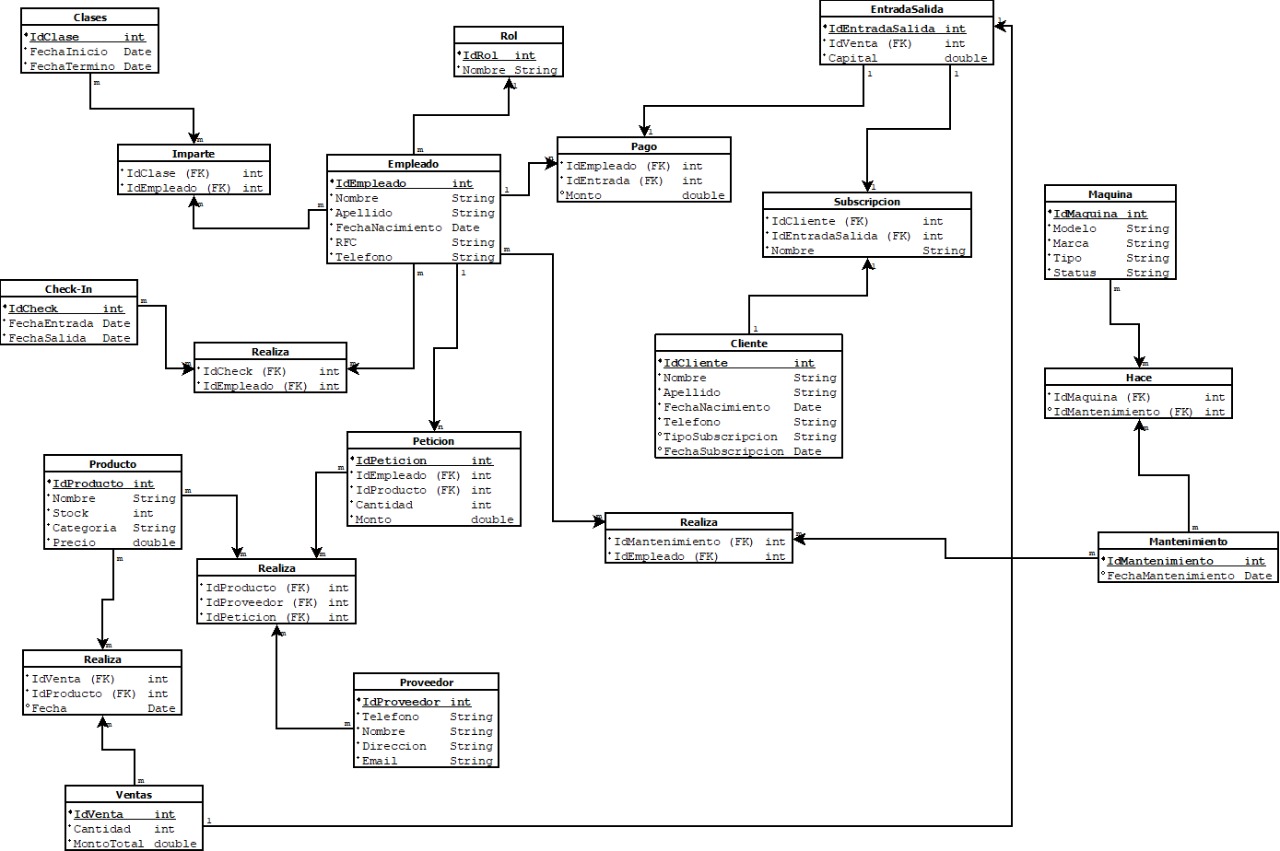 Clases
IdClase int
FechaInicio Date
FechaTermino Date
m
Rol
IdRol int
Nombre String
1
EntradaSalida
IdEntradaSalida int
IdVenta (FK) int
Capital double
1
1
1
m
Imparte
IdClase (FK) int
IdEmpleado (FK) int
m
m
Empleado
IdEmpleado int
Nombre String
Apellido String
FechaNacimiento Date
RFC String
Telefono String
m
1
m
m
1
1
Pago
IdEmpleado (FK) int
IdEntrada (FK) int
Monto double
1
Subscripcion
IdCliente (FK) int
IdEntradaSalida (FK) int
Nombre String
1
Maquina
IdMaquina int
Modelo String
Marca String
Tipo String
Status String
m
Check-In
IdCheck int
FechaEntrada Date
FechaSalida Date
m
Realiza
IdCheck (FK) int
IdEmpleado (FK) int
1
Cliente
IdCliente int
Nombre String
Apellido String
FechaNacimiento Date
Telefono String
TipoSubscripcion String
FechaSubscripcion Date
m
Hace
IdMaquina (FK) int
IdMantenimiento (FK) int
m
Peticion
IdPeticion int
IdEmpleado (FK) int
IdProducto (FK) int
Cantidad int
Monto double
m
Producto
IdProducto int
Nombre String
Stock int
Categoria String
Precio double
m
m
m
m
Realiza
IdProducto (FK) int
IdProveedor (FK) int
IdPeticion (FK) int
m
Realiza
IdMantenimiento (FK) int
IdEmpleado (FK) int
m
m
Mantenimiento
IdMantenimiento int
FechaMantenimiento Date
m
Realiza
IdVenta (FK) int
IdProducto (FK) int
Fecha Date
m
m
Proveedor
IdProveedor int
Telefono String
Nombre String
Direccion String
Email String
m
Ventas
IdVenta int
Cantidad int
MontoTotal double
1